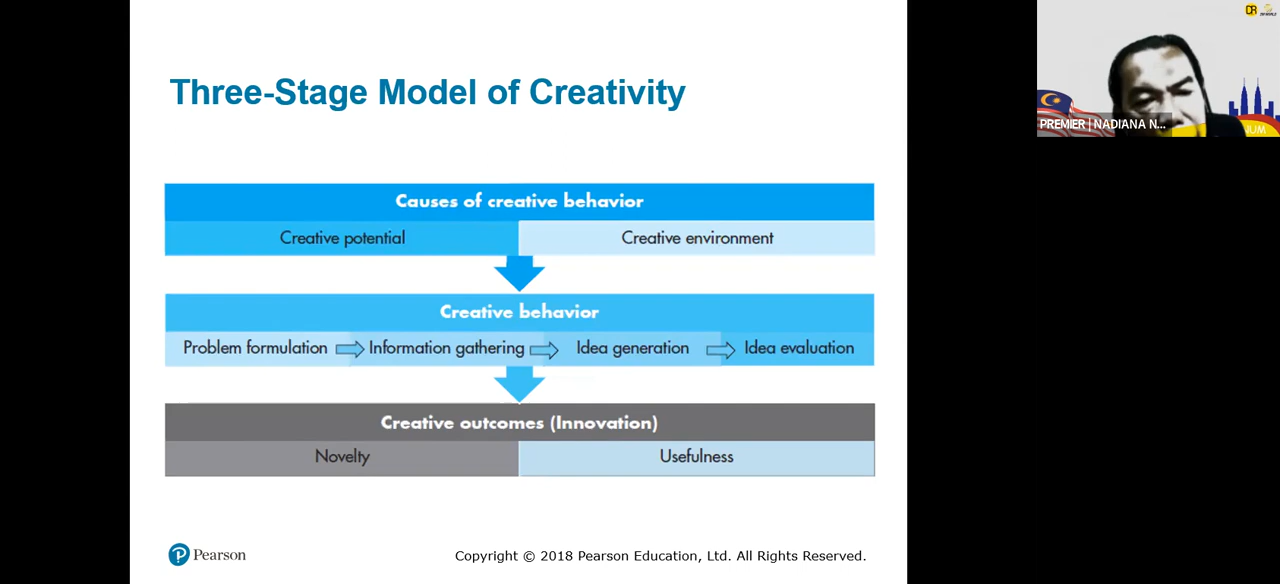 Three-Stage Model of Creativity
Causes of creative behavior
Creative potential
Creative environment
Creative behavior
Problem formulation
Information gathering
Idea generation
Idea evaluation
Creative outcomes (Innovation)
Novelty
Usefulness
Pearson
Copyright © 2018 Pearson Education, Ltd. All Rights Reserved.
PREMIER | NADIANA N...